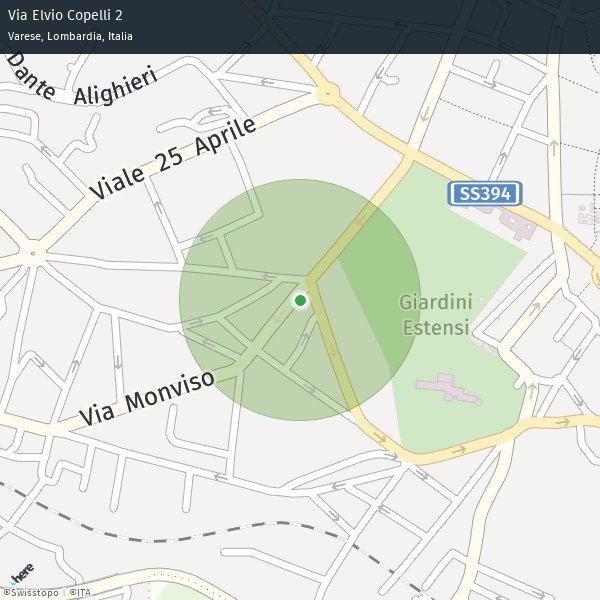 Via Elvio Copelli 2
Varese, Lombardia, Italia
Dante Alighieri
Viale 25 Aprile
SS394
Giardini
Estensi
Via Monviso
here
©Swisstopo | ©ITA